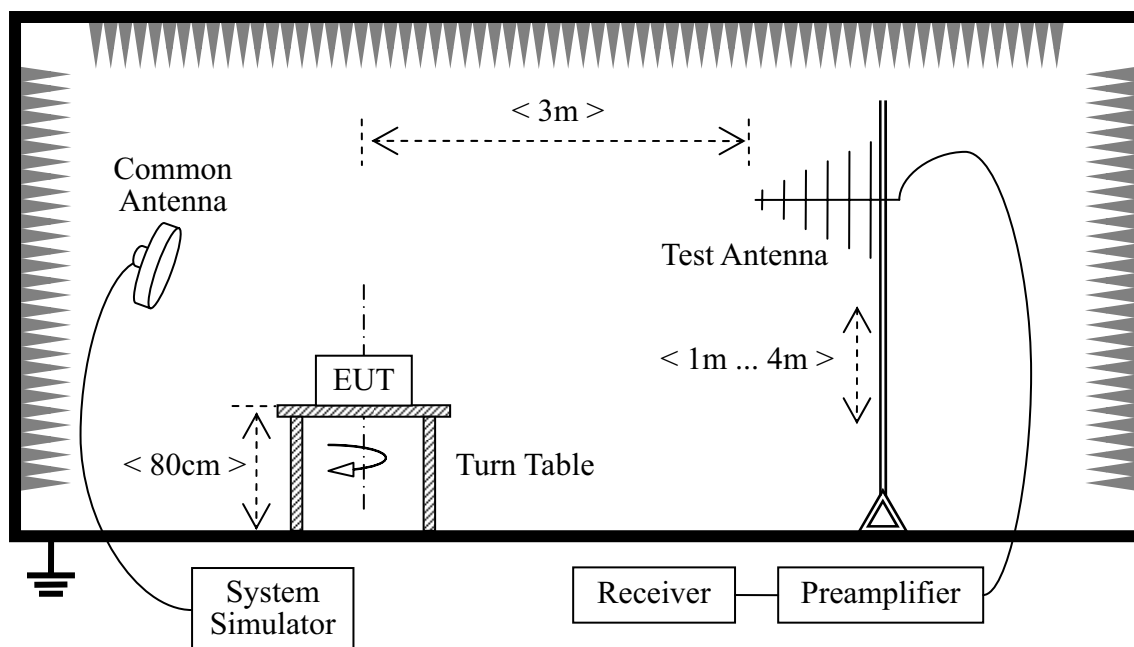 < 3m >
Common
Antenna
Test Antenna
< 1m ... 4m >
EUT
< 80cm >
Turn Table
System
Simulator
Receiver
Preamplifier